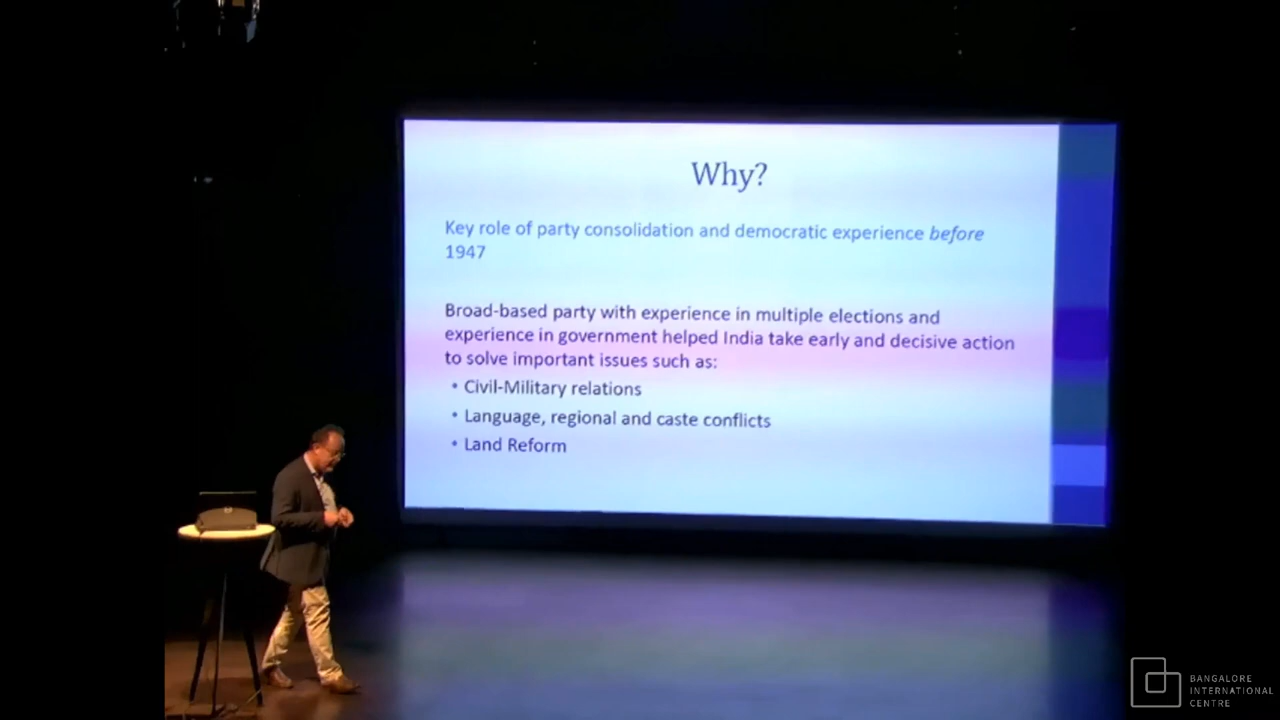 Why?
Key role of party consolidation and democratic experience before
1947
Broad-based party with experience in multiple elections and
experience in government helped India take early and decisive action
to solve important issues such as:
• Civil-Military relations
• Language, regional and caste conflicts
• Land Reform
BANGALORE
INTERNATIONAL
CENTRE